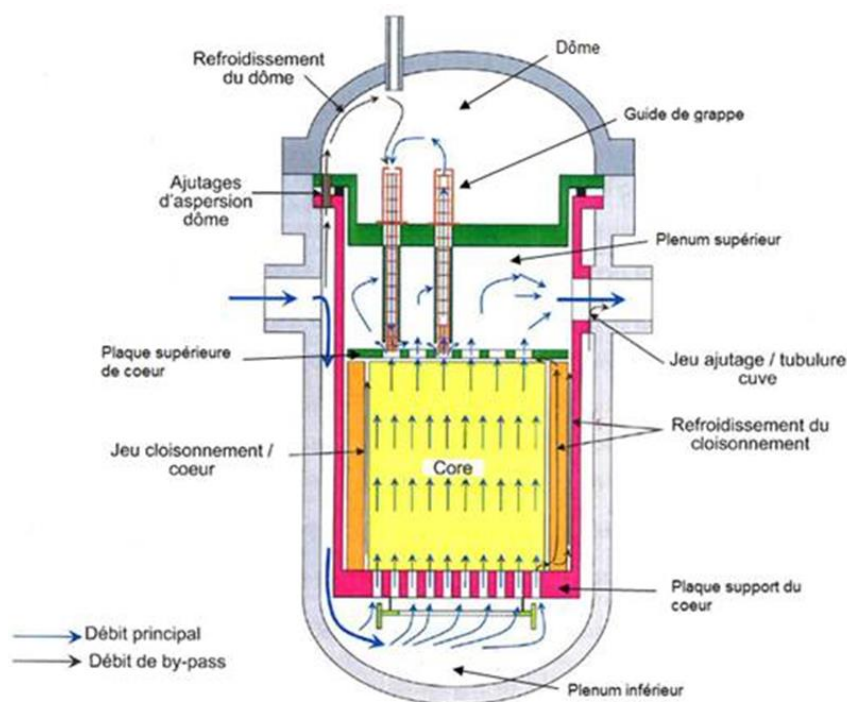 Refroidissement
du dôme
Dôme
Guide de grappe
Ajutages
d'aspersion
dôme
Plenum supérieur
Plaque supérieure
de coeur
Jeu ajutage / tubulure
cuve
Jeu cloisonnement /
coeur
Core
Refroidissement du
cloisonnement
Plaque support du
coeur
Débit principal
Débit de by-pass
Plenum inférieur